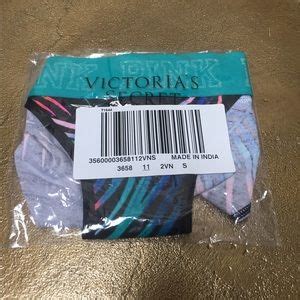 PINK
VICTORIA'S
SECRET
35600003658112VNS MADE IN INDIA
3658 11 2VN S